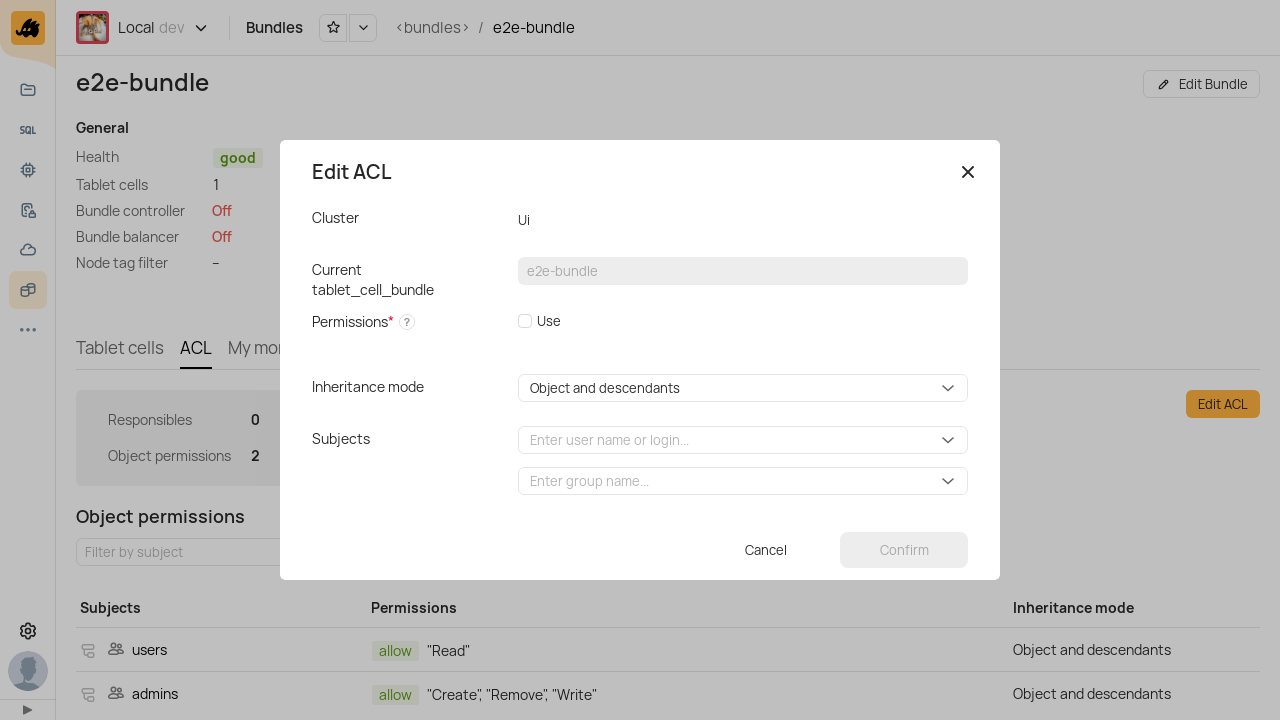 Local dev
Bundles
<bundles> / e2e-bundle
e2e-bundle
Edit Bundle
General
Health good
Tablet cells 1
Bundle controller Off
Bundle balancer Off
Node tag filter –
SQL
Tablet cells ACL My mon
Responsibles 0
Object permissions 2
Edit ACL
Object permissions
Filter by subject
Subjects Permissions Inheritance mode
users allow "Read" Object and descendants
admins allow "Create", "Remove", "Write" Object and descendants
Edit ACL
Cluster Ui
Current
tablet_cell_bundle
e2e-bundle
Permissions* ? Use
Inheritance mode Object and descendants
Subjects Enter user name or login...
Enter group name...
Cancel Confirm